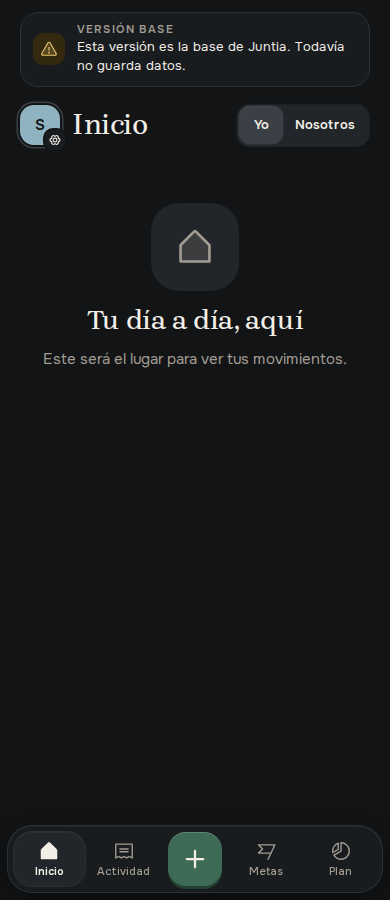 VERSIÓN BASE
Esta versión es la base de Juntia. Todavía
no guarda datos.
S
Inicio
Yo
Nosotros
Tu día a día, aquí
Este será el lugar para ver tus movimientos.
Inicio
Actividad
Metas
Plan